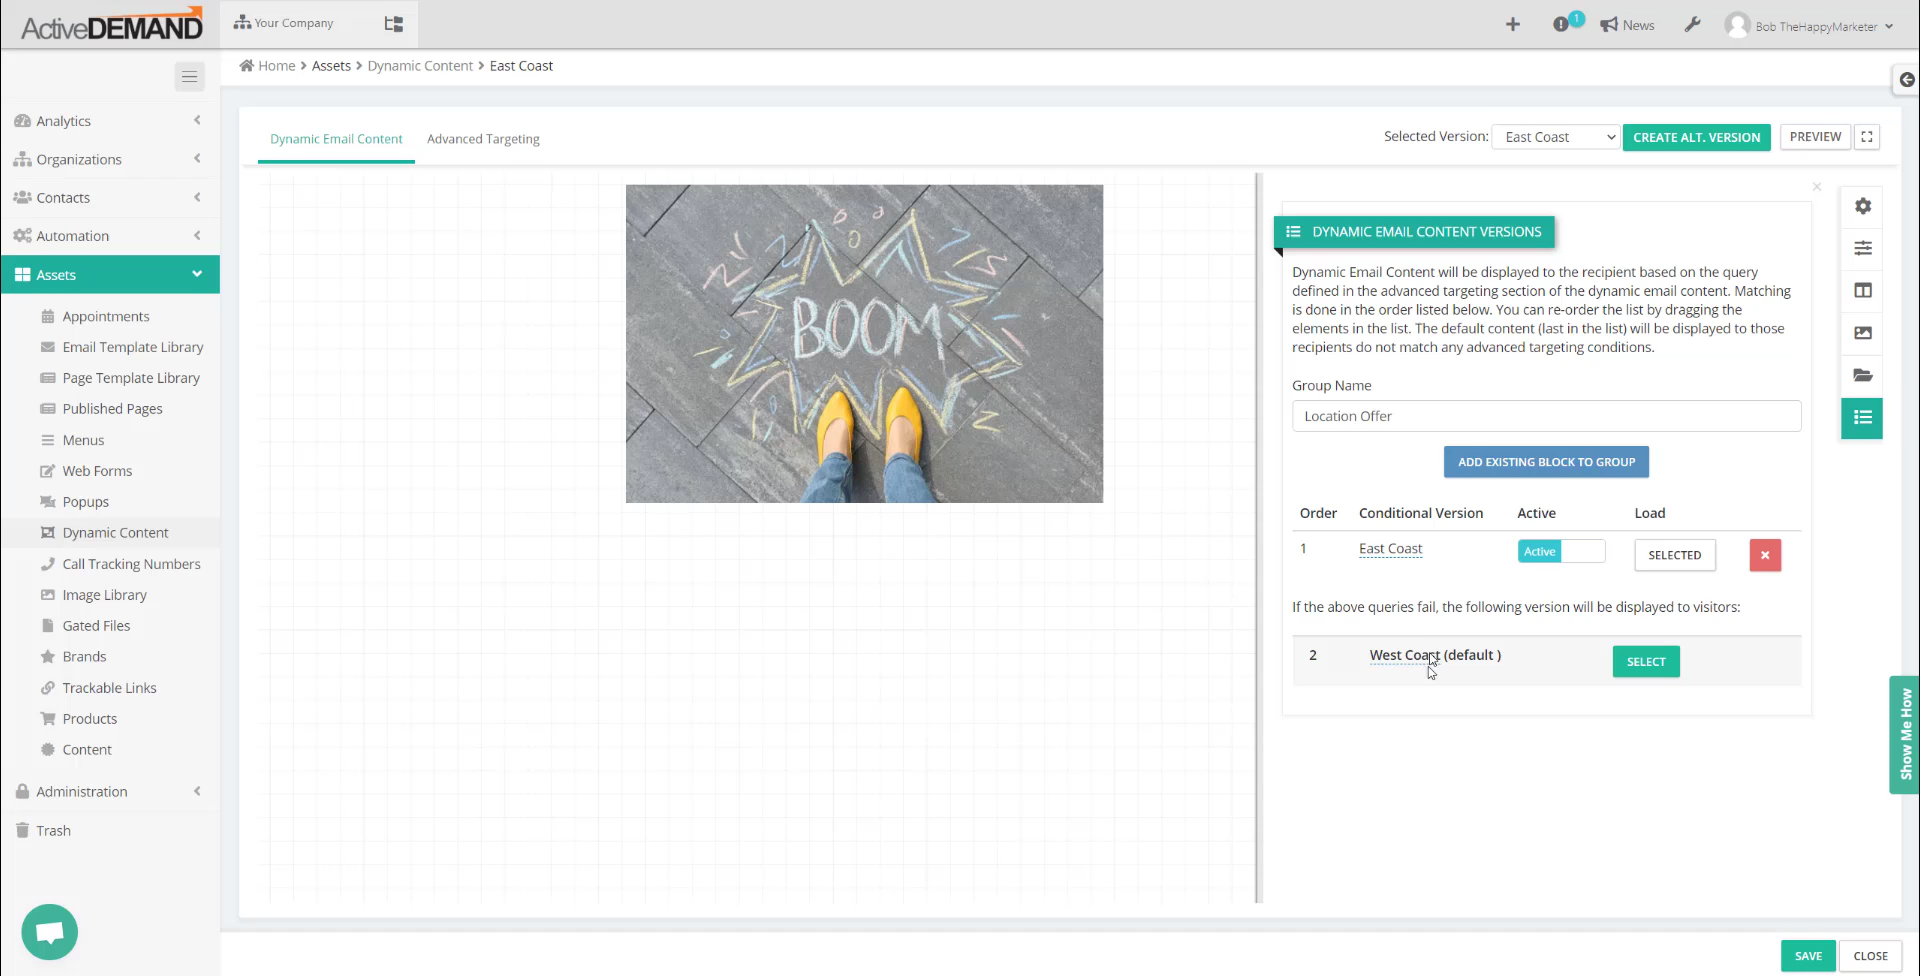 ActiveDEMAND
Your Company
1
News
Bob TheHappyMarketer
Home > Assets > Dynamic Content > East Coast
Analytics
Organizations
Contacts
Automation
Assets
Appointments
Email Template Library
Page Template Library
Published Pages
Menus
Web Forms
Popups
Dynamic Content
Call Tracking Numbers
Image Library
Gated Files
Brands
Trackable Links
Products
Content
Administration
Trash
Dynamic Email Content
Advanced Targeting
Selected Version: East Coast
CREATE ALT. VERSION
PREVIEW
BOOM
DYNAMIC EMAIL CONTENT VERSIONS
Dynamic Email Content will be displayed to the recipient based on the query
defined in the advanced targeting section of the dynamic email content. Matching
is done in the order listed below. You can re-order the list by dragging the
elements in the list. The default content (last in the list) will be displayed to those
recipients do not match any advanced targeting conditions.
Group Name
Location Offer
ADD EXISTING BLOCK TO GROUP
Order Conditional Version Active Load
1 East Coast Active SELECTED
If the above queries fail, the following version will be displayed to visitors:
2 West Coast (default ) SELECT
Show Me How
SAVE
CLOSE